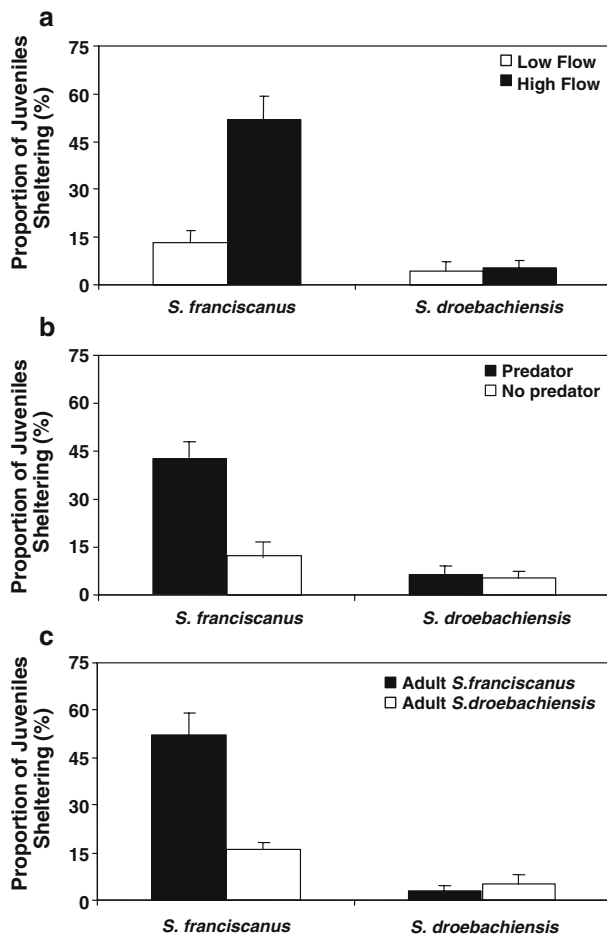 a
Proportion of Juveniles
Sheltering (%)
75
60
45
30
15
0
Low Flow
High Flow
S. franciscanus
S. droebachiensis
b
Proportion of Juveniles
Sheltering (%)
75
60
45
30
15
0
Predator
No predator
S. franciscanus
S. droebachiensis
c
Proportion of Juveniles
Sheltering (%)
75
60
45
30
15
0
Adult S.franciscanus
Adult S.droebachiensis
S. franciscanus
S. droebachiensis